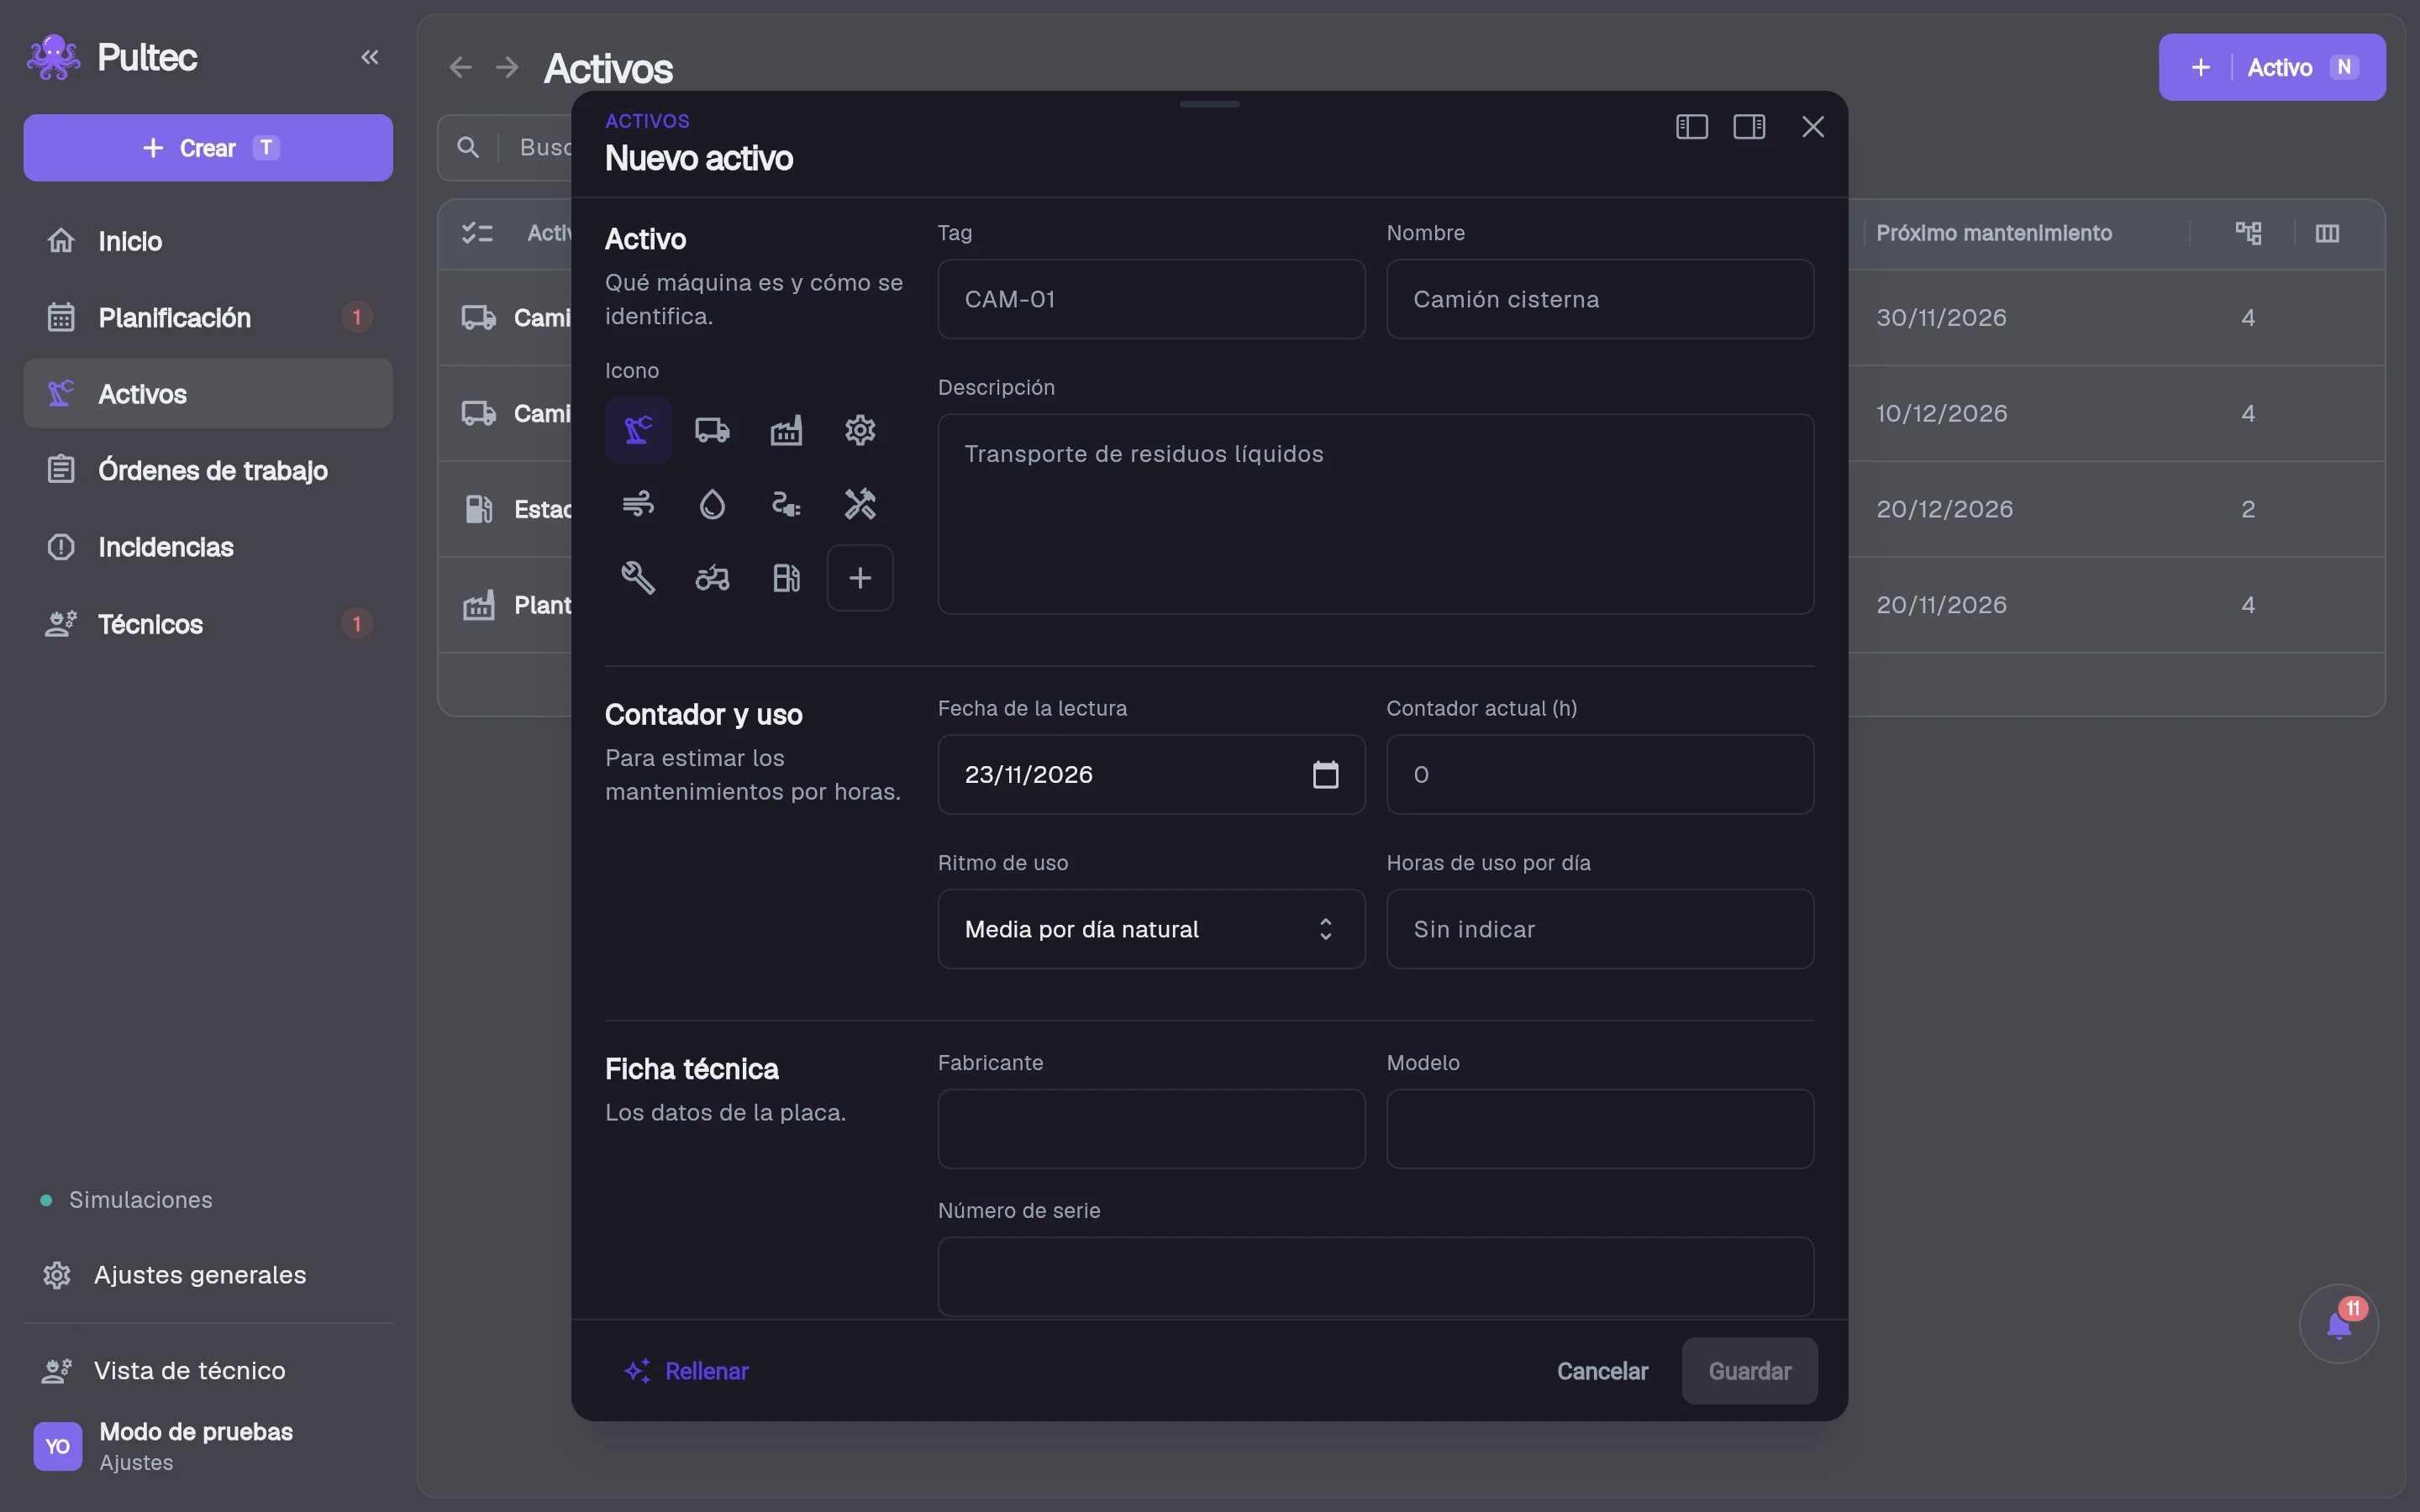 Pultec
Crear T
Inicio
Planificación 1
Activos
Órdenes de trabajo
Incidencias
Técnicos 1
Simulaciones
Ajustes generales
Vista de técnico
YO
Modo de pruebas
Ajustes
Activos
Activo N
Próximo mantenimiento
30/11/2026 4
10/12/2026 4
20/12/2026 2
20/11/2026 4
ACTIVOS
Nuevo activo
Activo
Qué máquina es y cómo se
identifica.
Icono
Tag
CAM-01
Nombre
Camión cisterna
Descripción
Transporte de residuos líquidos
Contador y uso
Para estimar los
mantenimientos por horas.
Fecha de la lectura
23/11/2026
Contador actual (h)
0
Ritmo de uso
Media por día natural
Horas de uso por día
Sin indicar
Ficha técnica
Los datos de la placa.
Fabricante
Modelo
Número de serie
Rellenar
Cancelar
Guardar
11